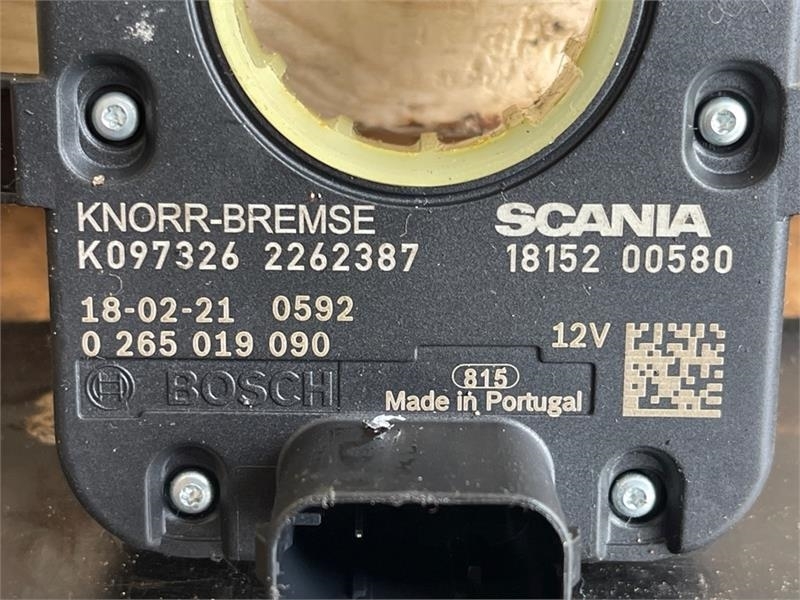 KNORR-BREMSE SCANIA
K097326 2262387 18152 00580
18-02-21 0592
0 265 019 090 12V
BOSCH 815
Made in Portugal